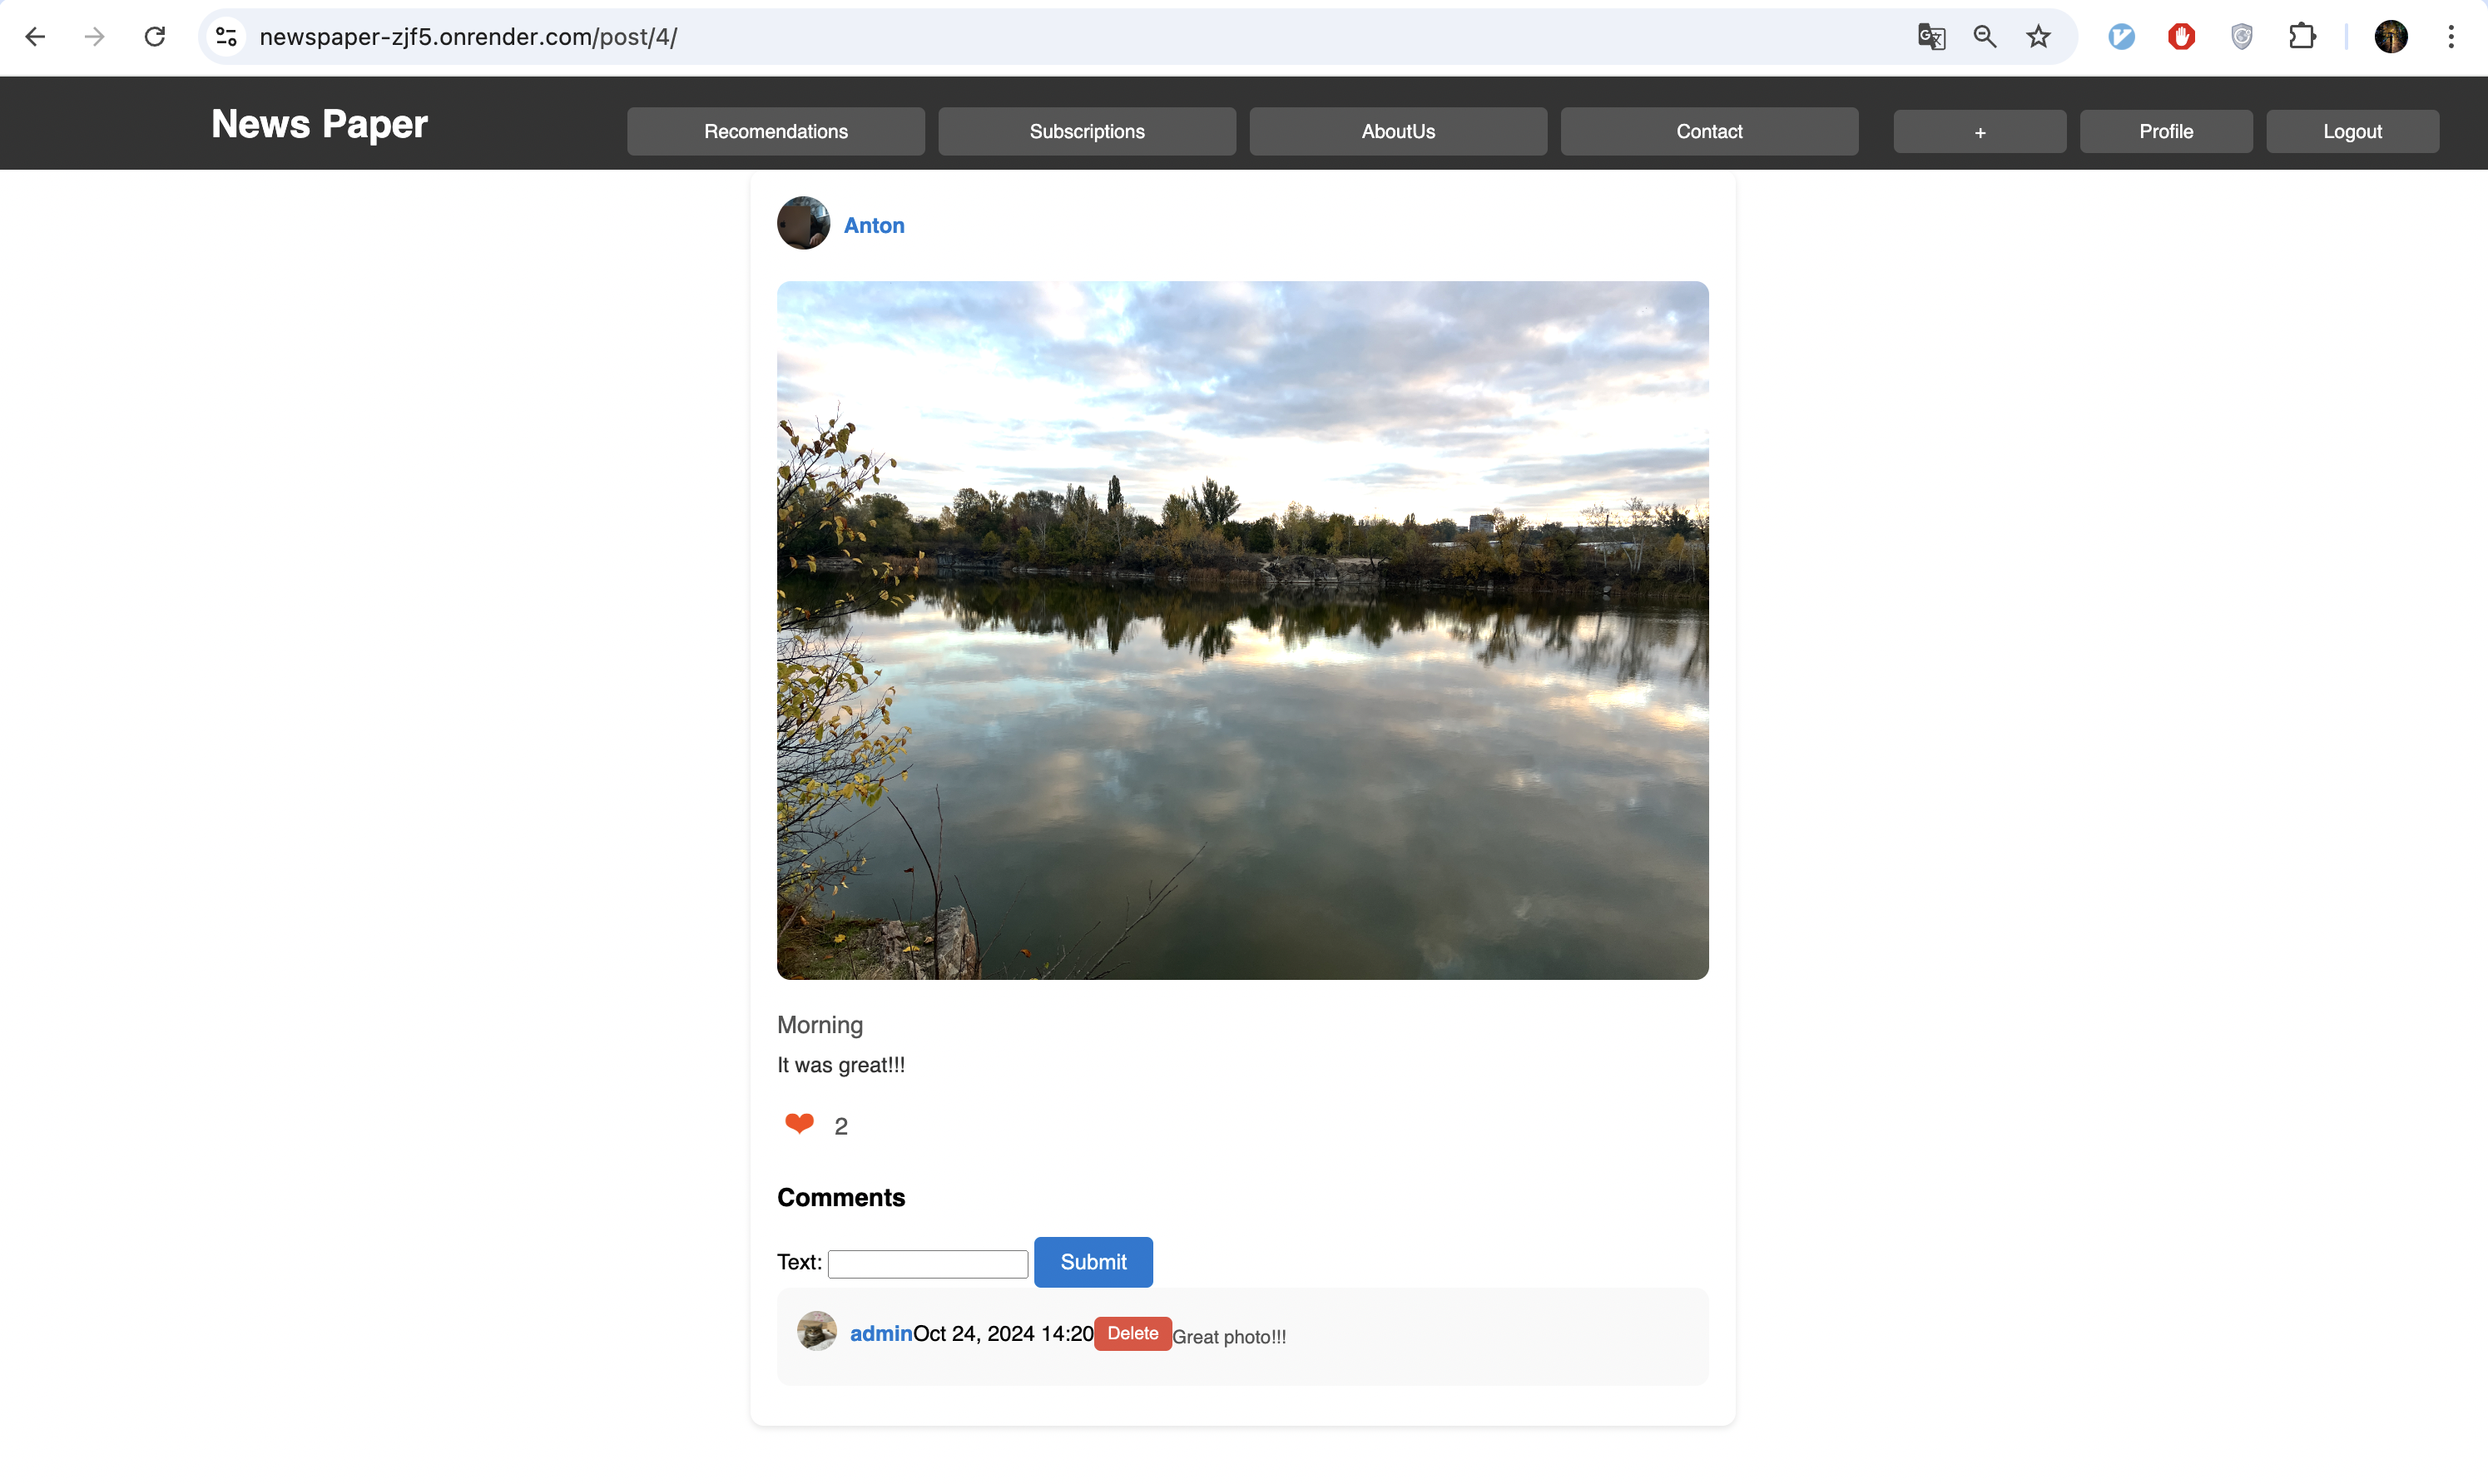 newspaper-zjf5.onrender.com/post/4/
News Paper
Recomendations
Subscriptions
AboutUs
Contact
+
Profile
Logout
Anton
Morning
It was great!!!
2
Comments
Text:
Submit
adminOct 24, 2024 14:20 Delete Great photo!!!